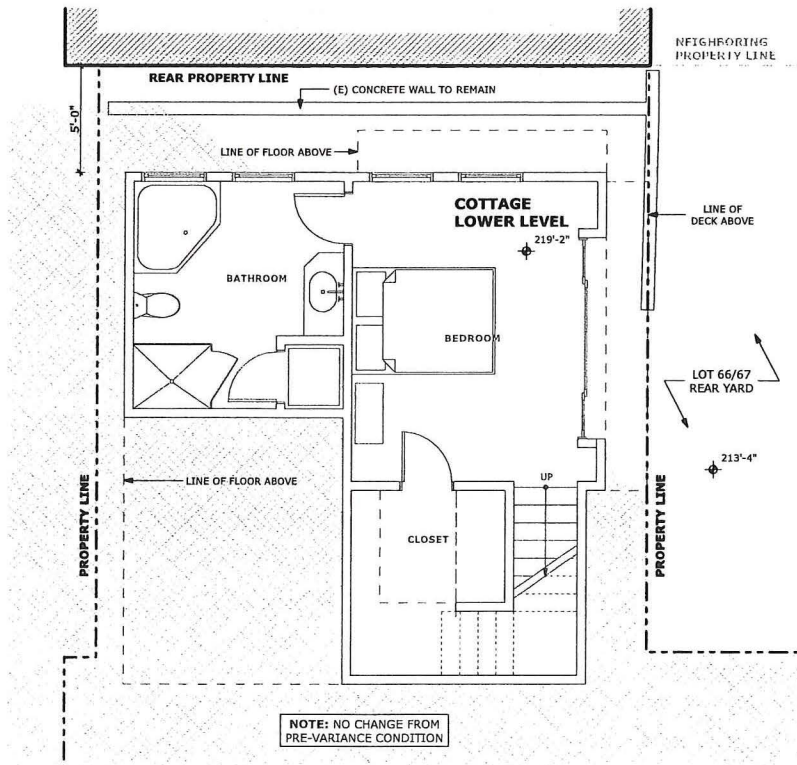 NEIGHBORING
PROPERTY LINE
REAR PROPERTY LINE
(E) CONCRETE WALL TO REMAIN
5'-0"
LINE OF FLOOR ABOVE
COTTAGE
LOWER LEVEL
219'-2"
LINE OF
DECK ABOVE
BATHROOM
BEDROOM
LOT 66/67
REAR YARD
213'-4"
LINE OF FLOOR ABOVE
UP
CLOSET
PROPERTY LINE
PROPERTY LINE
NOTE: NO CHANGE FROM
PRE-VARIANCE CONDITION